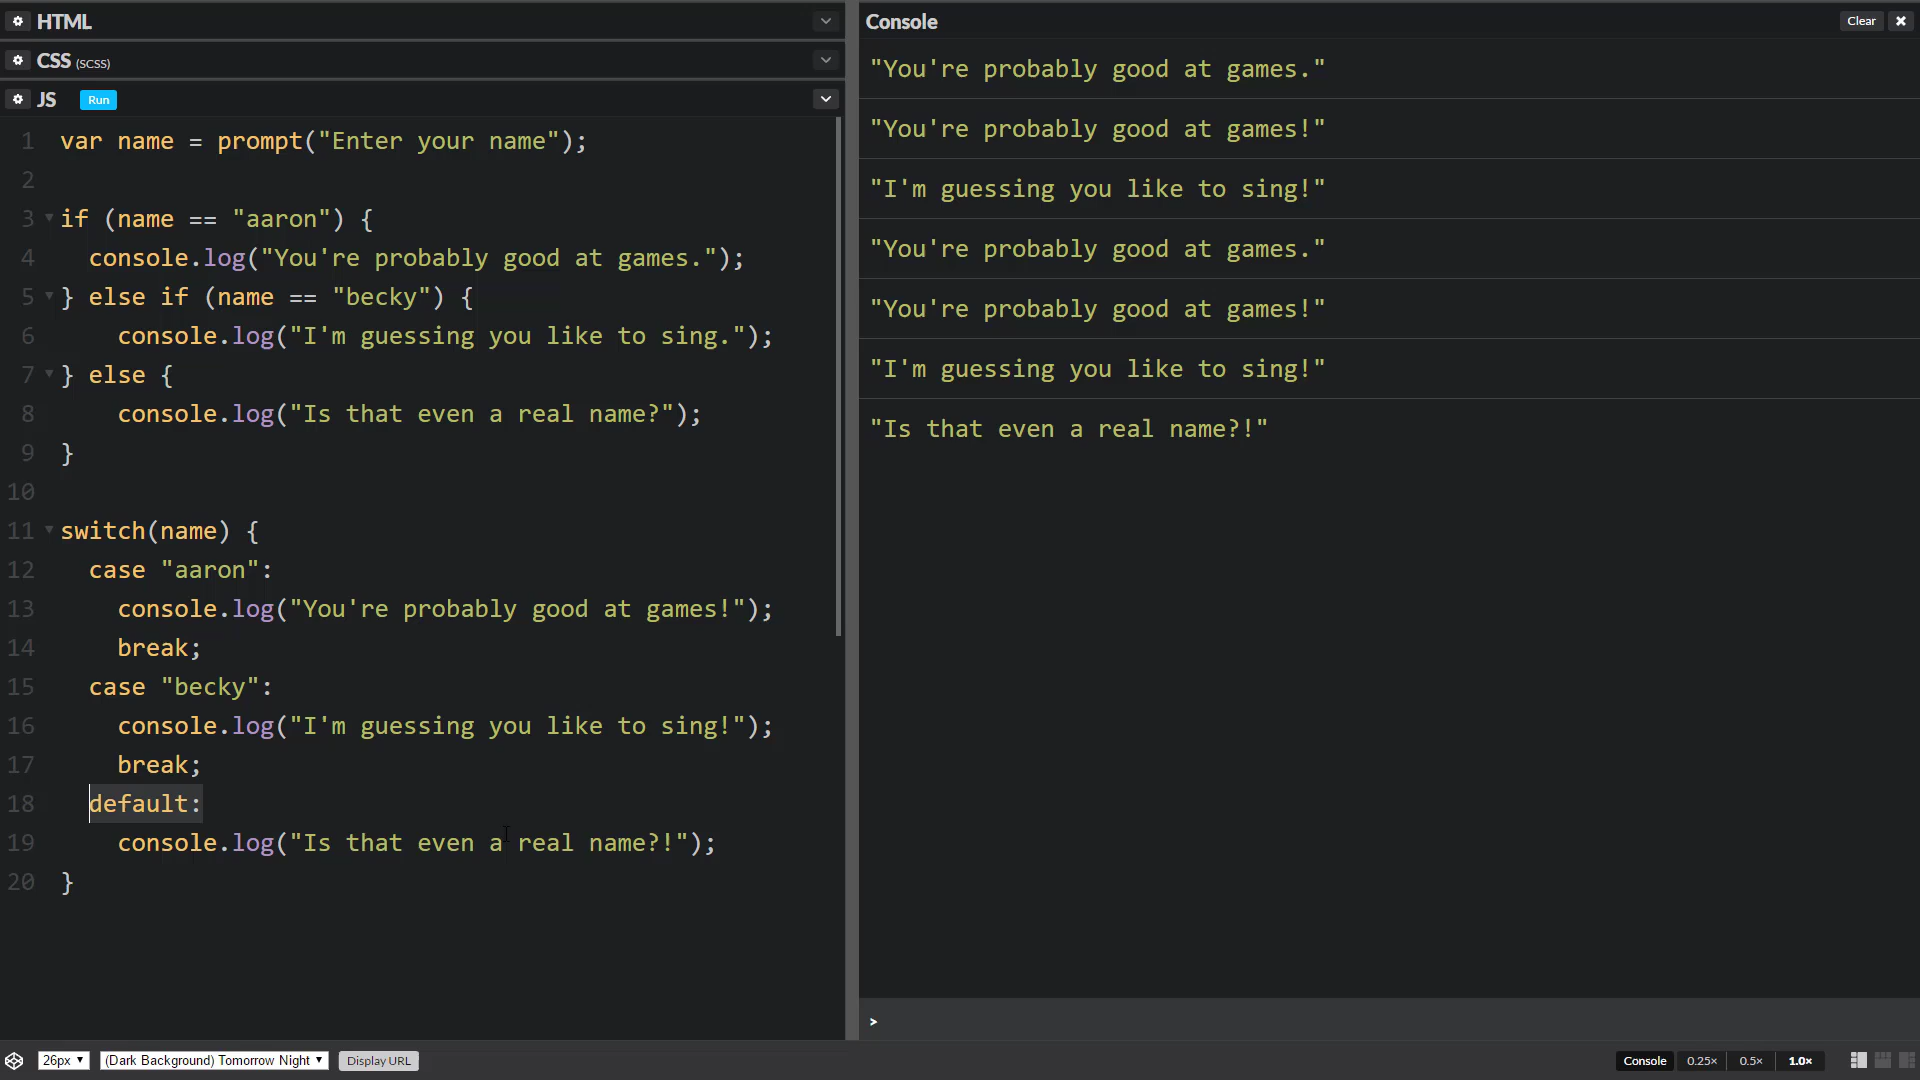 HTML
CSS (SCSS)
JS Run
1 var name = prompt("Enter your name");
2
3 if (name == "aaron") {
4 console.log("You're probably good at games.");
5 } else if (name == "becky") {
6 console.log("I'm guessing you like to sing.");
7 } else {
8 console.log("Is that even a real name?");
9 }
10
11 switch(name) {
12 case "aaron":
13 console.log("You're probably good at games!");
14 break;
15 case "becky":
16 console.log("I'm guessing you like to sing!");
17 break;
18 default:
19 console.log("Is that even a real name?!");
20 }
Console Clear ×
"You're probably good at games."
"You're probably good at games!"
"I'm guessing you like to sing!"
"You're probably good at games."
"You're probably good at games!"
"I'm guessing you like to sing!"
"Is that even a real name?!"
>
26px (Dark Background) Tomorrow Night Display URL Console 0.25× 0.5× 1.0×